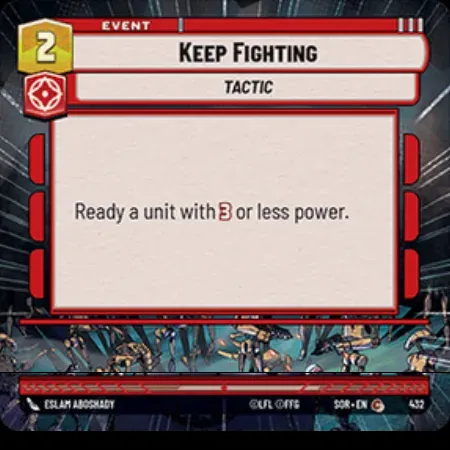 EVENT
2
KEEP FIGHTING
TACTIC
Ready a unit with 3 or less power.
ESLAM ABOSHADY
©LFL ©FFG
SOR • EN C
432